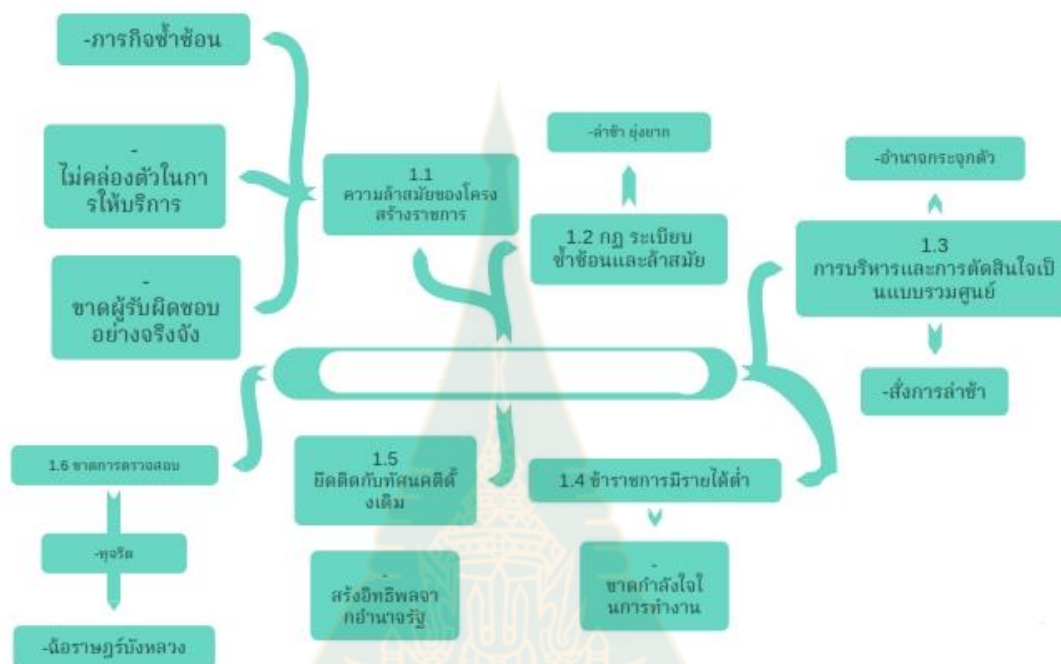 -ภารกิจซ้ำซ้อน
-
ไม่คล่องตัวในกา
รให้บริการ
-
ขาดผู้รับผิดชอบ
อย่างจริงจัง
1.1
ความล้าสมัยของโครง
สร้างราชการ
-ล่าช้า ยุ่งยาก
1.2 กฎ ระเบียบ
ซ้ำซ้อนและล้าสมัย
-อำนาจกระจุกตัว
1.3
การบริหารและการตัดสินใจเป็
นแบบรวมศูนย์
-สั่งการล่าช้า
1.6 ขาดการตรวจสอบ
-ทุจริต
-ฉ้อราษฎร์บังหลวง
1.5
ยึดติดกับทัศนคติดั้
งเดิม
-
สร้งอิทธิพลจา
กอำนาจรัฐ
1.4 ข้าราชการมีรายได้ต่ำ
-
ขาดกำลังใจใ
นการทำงาน